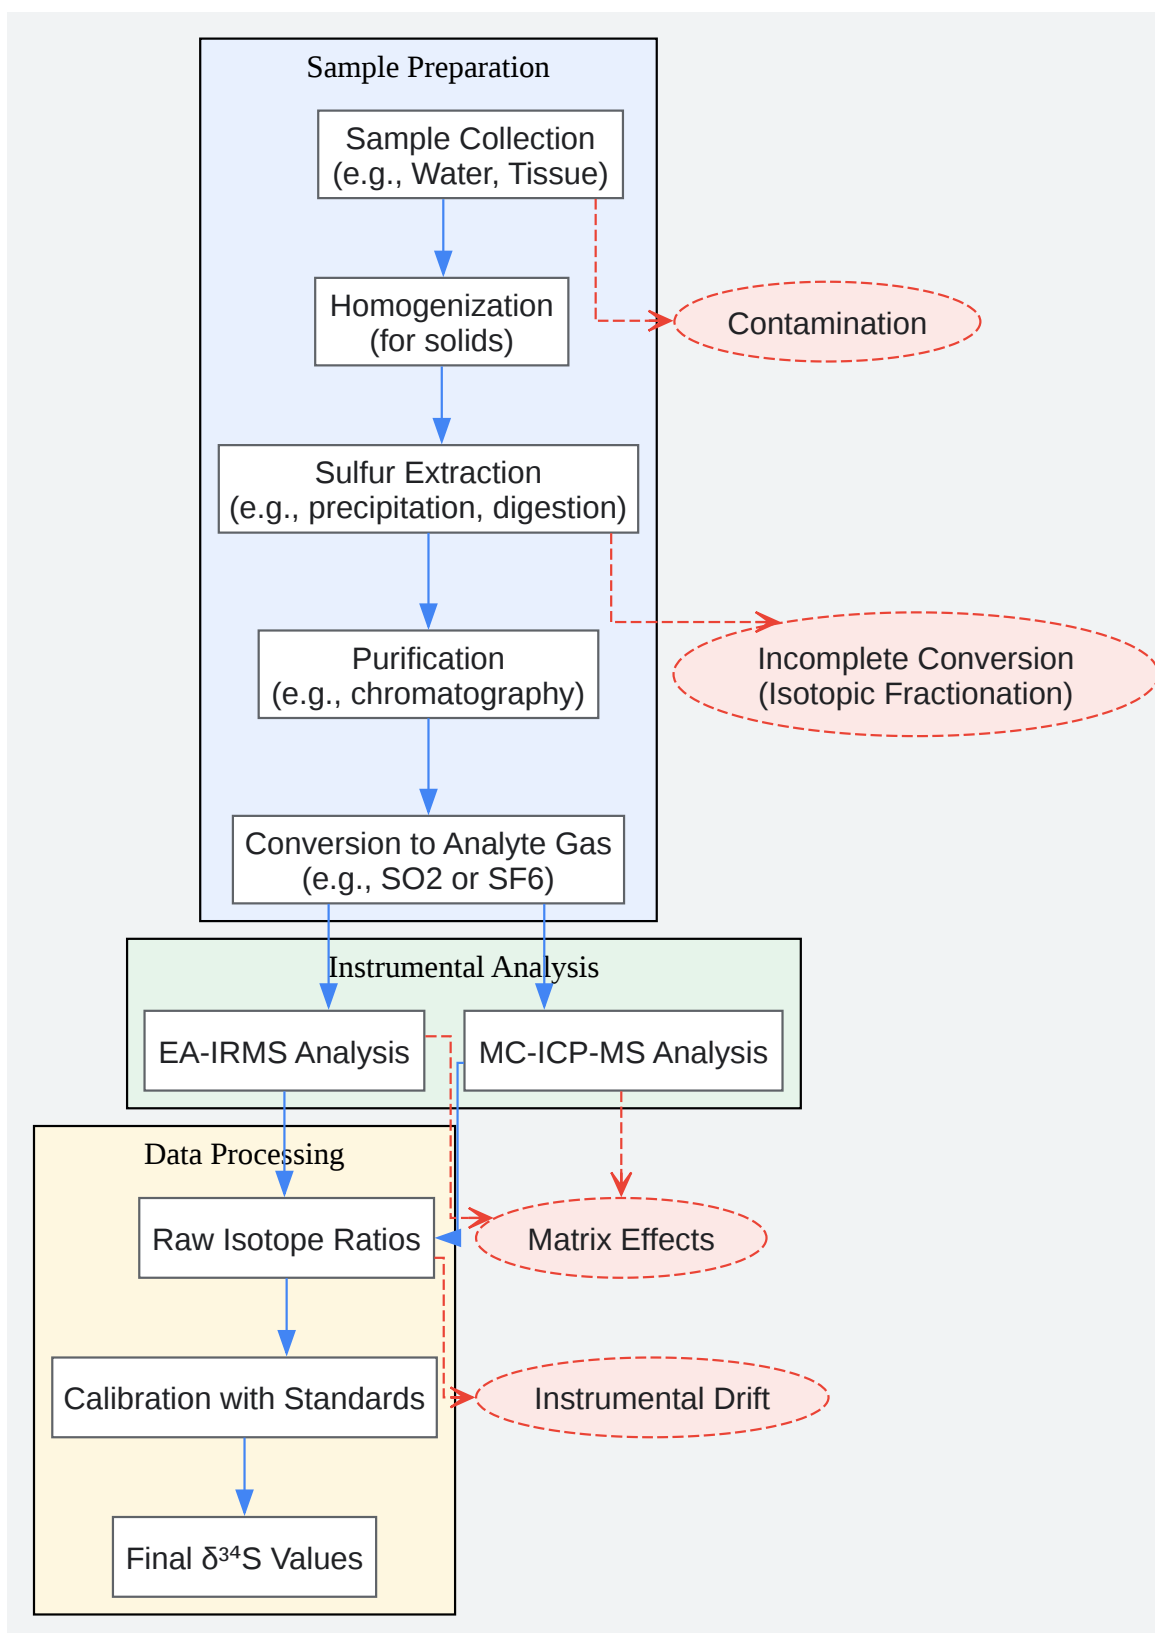 Sample Preparation
Sample Collection
(e.g., Water, Tissue)
Homogenization
(for solids)
Contamination
Sulfur Extraction
(e.g., precipitation, digestion)
Purification
(e.g., chromatography)
Incomplete Conversion
(Isotopic Fractionation)
Conversion to Analyte Gas
(e.g., SO2 or SF6)
Instrumental Analysis
EA-IRMS Analysis
MC-ICP-MS Analysis
Data Processing
Raw Isotope Ratios
Matrix Effects
Calibration with Standards
Instrumental Drift
Final δ³⁴S Values